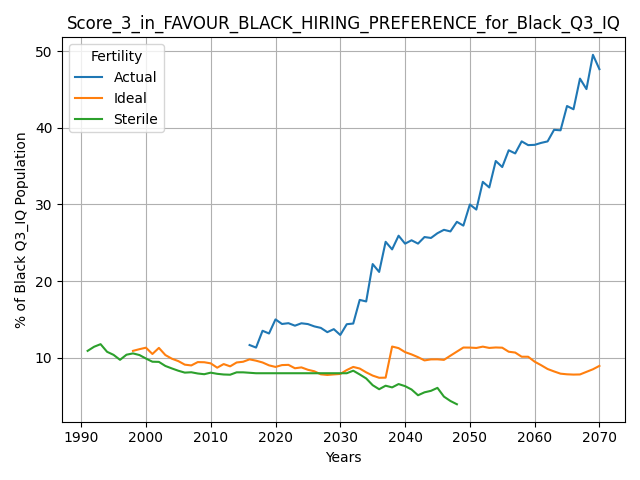 Score_3_in_FAVOUR_BLACK_HIRING_PREFERENCE_for_Black_Q3_IQ
Fertility
Actual
Ideal
Sterile
% of Black Q3_IQ Population
50
40
30
20
10
1990 2000 2010 2020 2030 2040 2050 2060 2070
Years